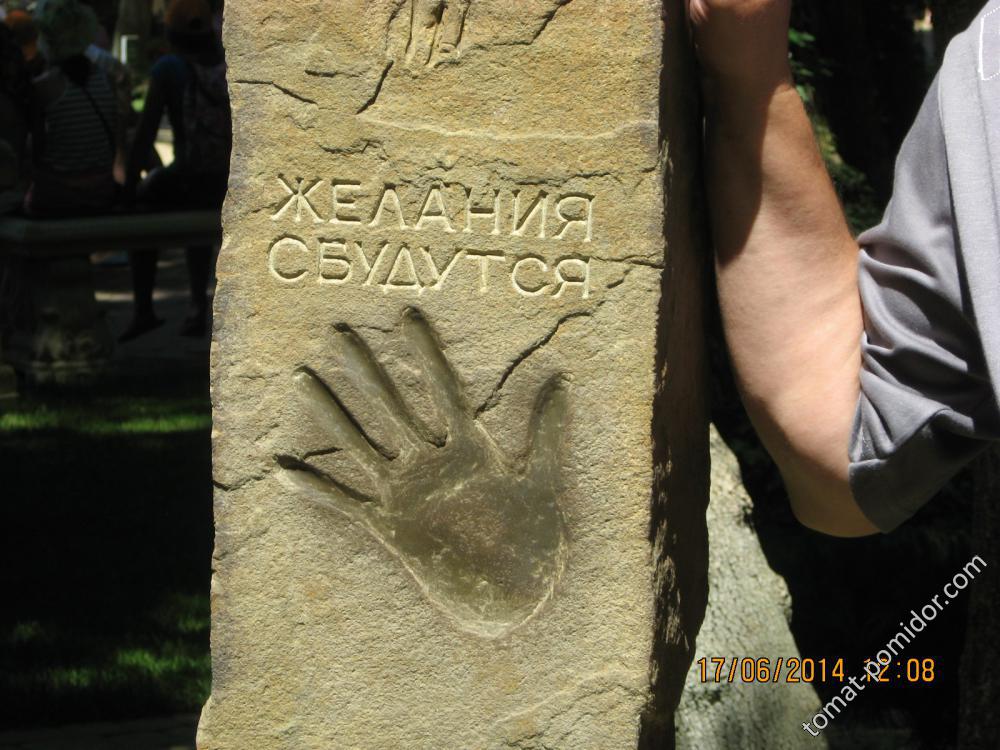 ЖЕЛАНИЯ
СБУДУТСЯ
17/06/2014 12:08
tomat-pomidor.com